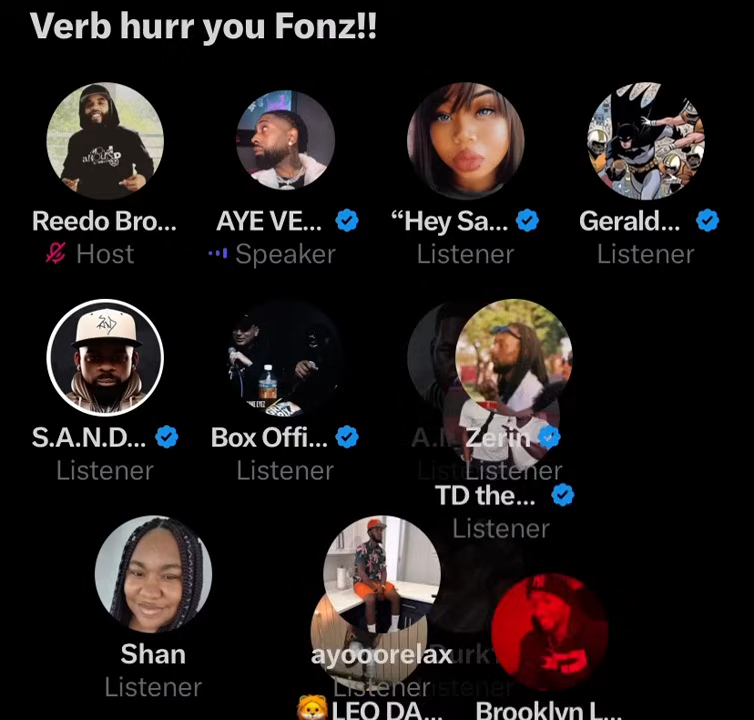 Verb hurr you Fonz!!
Reedo Bro... AYE VE... “Hey Sa... Gerald...
Host Speaker Listener Listener
S.A.N.D... Box Offi... A.I. Zerin
Listener Listener Listener
TD the...
Listener
Shan ayooorelax
Listener Listener
LEO DA... Brooklyn L...